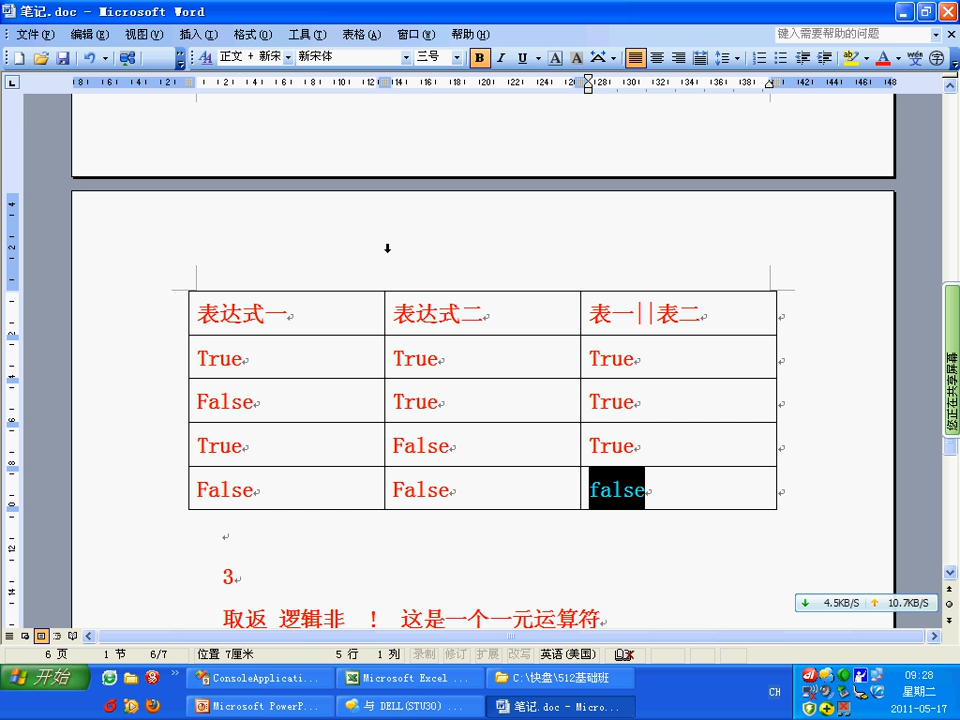 笔记.doc - Microsoft Word
文件(F) 编辑(E) 视图(V) 插入(I) 格式(O) 工具(T) 表格(A) 窗口(W) 帮助(H) 键入需要帮助的问题
正文 + 新宋 新宋体 三号 B I U A A A
表达式一 表达式二 表一||表二
True True True
False True True
True False True
False False false
3
取返 逻辑非 ! 这是一个一元运算符
您正在共享屏幕
4.5KB/S 10.7KB/S
6 页 1 节 6/7 位置 7厘米 5 行 1 列 录制 修订 扩展 改写 英语(美国)
开始 ConsoleApplicati... Microsoft Excel ... C:\快盘\512基础班 CH 09:28
星期二
Microsoft PowerP... 与 DELL(STU30) ... 笔记.doc - Micro... 2011-05-17